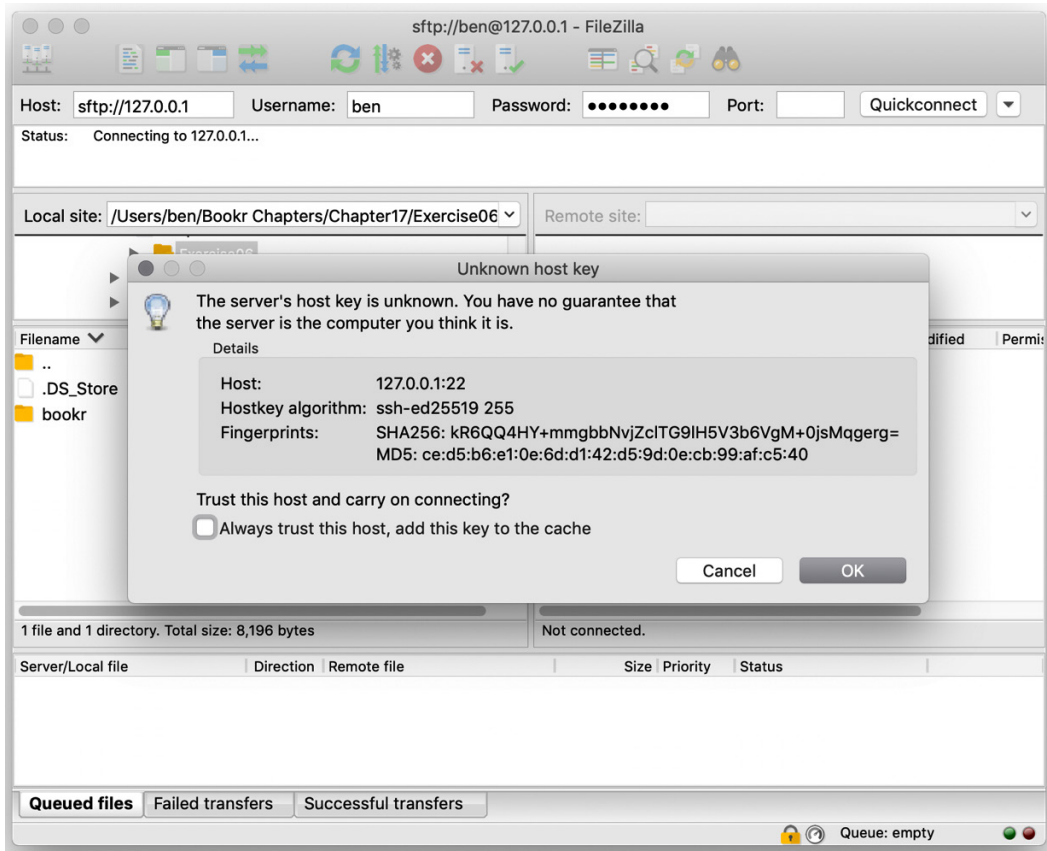 sftp://ben@127.0.0.1 - FileZilla
Host: sftp://127.0.0.1 Username: ben Password: ●●●●●●●● Port: Quickconnect
Status: Connecting to 127.0.0.1...
Local site: /Users/ben/Bookr Chapters/Chapter17/Exercise06 Remote site:
Exercise06
Unknown host key
The server's host key is unknown. You have no guarantee that
the server is the computer you think it is.
Details
Host: 127.0.0.1:22
Hostkey algorithm: ssh-ed25519 255
Fingerprints: SHA256: kR6QQ4HY+mmgbbNvjZclTG9lH5V3b6VgM+0jsMqgerg=
MD5: ce:d5:b6:e1:0e:6d:d1:42:d5:9d:0e:cb:99:af:c5:40
Trust this host and carry on connecting?
Always trust this host, add this key to the cache
Cancel OK
Filename dified Permis
..
.DS_Store
bookr
1 file and 1 directory. Total size: 8,196 bytes Not connected.
Server/Local file Direction Remote file Size Priority Status
Queued files Failed transfers Successful transfers
Queue: empty